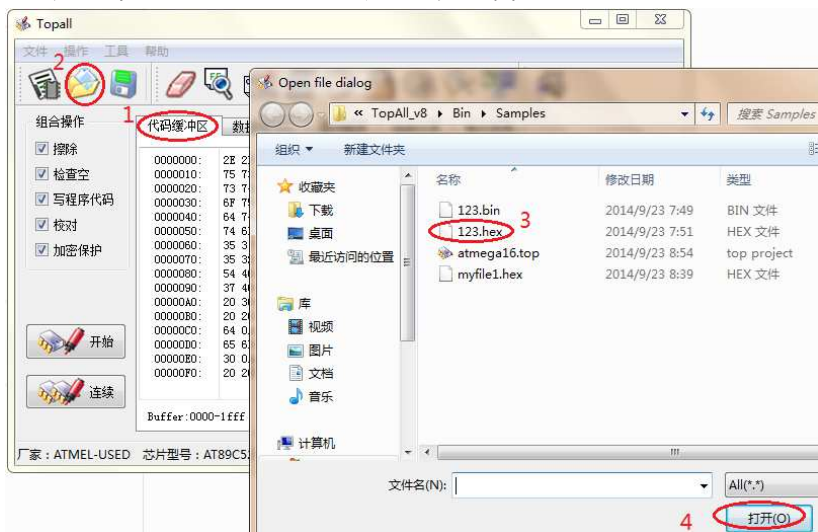 Topall
文件 操作 工具 帮助
2
1
组合操作
擦除
检查空
写程序代码
校对
加密保护
开始
连续
代码缓冲区
0000000: 2E
0000010: 75
0000020: 73
0000030: 6F
0000040: 64
0000050: 74
0000060: 35
0000070: 35
0000080: 54
0000090: 37
00000A0: 20
00000B0: 20
00000C0: 64
00000D0: 65
00000E0: 30
00000F0: 20
Buffer:0000-1fff
厂家：ATMEL-USED 芯片型号：AT89C5
Open file dialog
« TopAll_v8 Bin Samples
搜索 Samples
组织 新建文件夹
收藏夹
下载
桌面
最近访问的位置
库
视频
图片
文档
音乐
计算机
名称 修改日期 类型
123.bin 2014/9/23 7:49 BIN 文件
123.hex 3 2014/9/23 7:51 HEX 文件
atmega16.top 2014/9/23 8:54 top project
myfile1.hex 2014/9/23 8:39 HEX 文件
文件名(N): All(*.*)
4 打开(O)